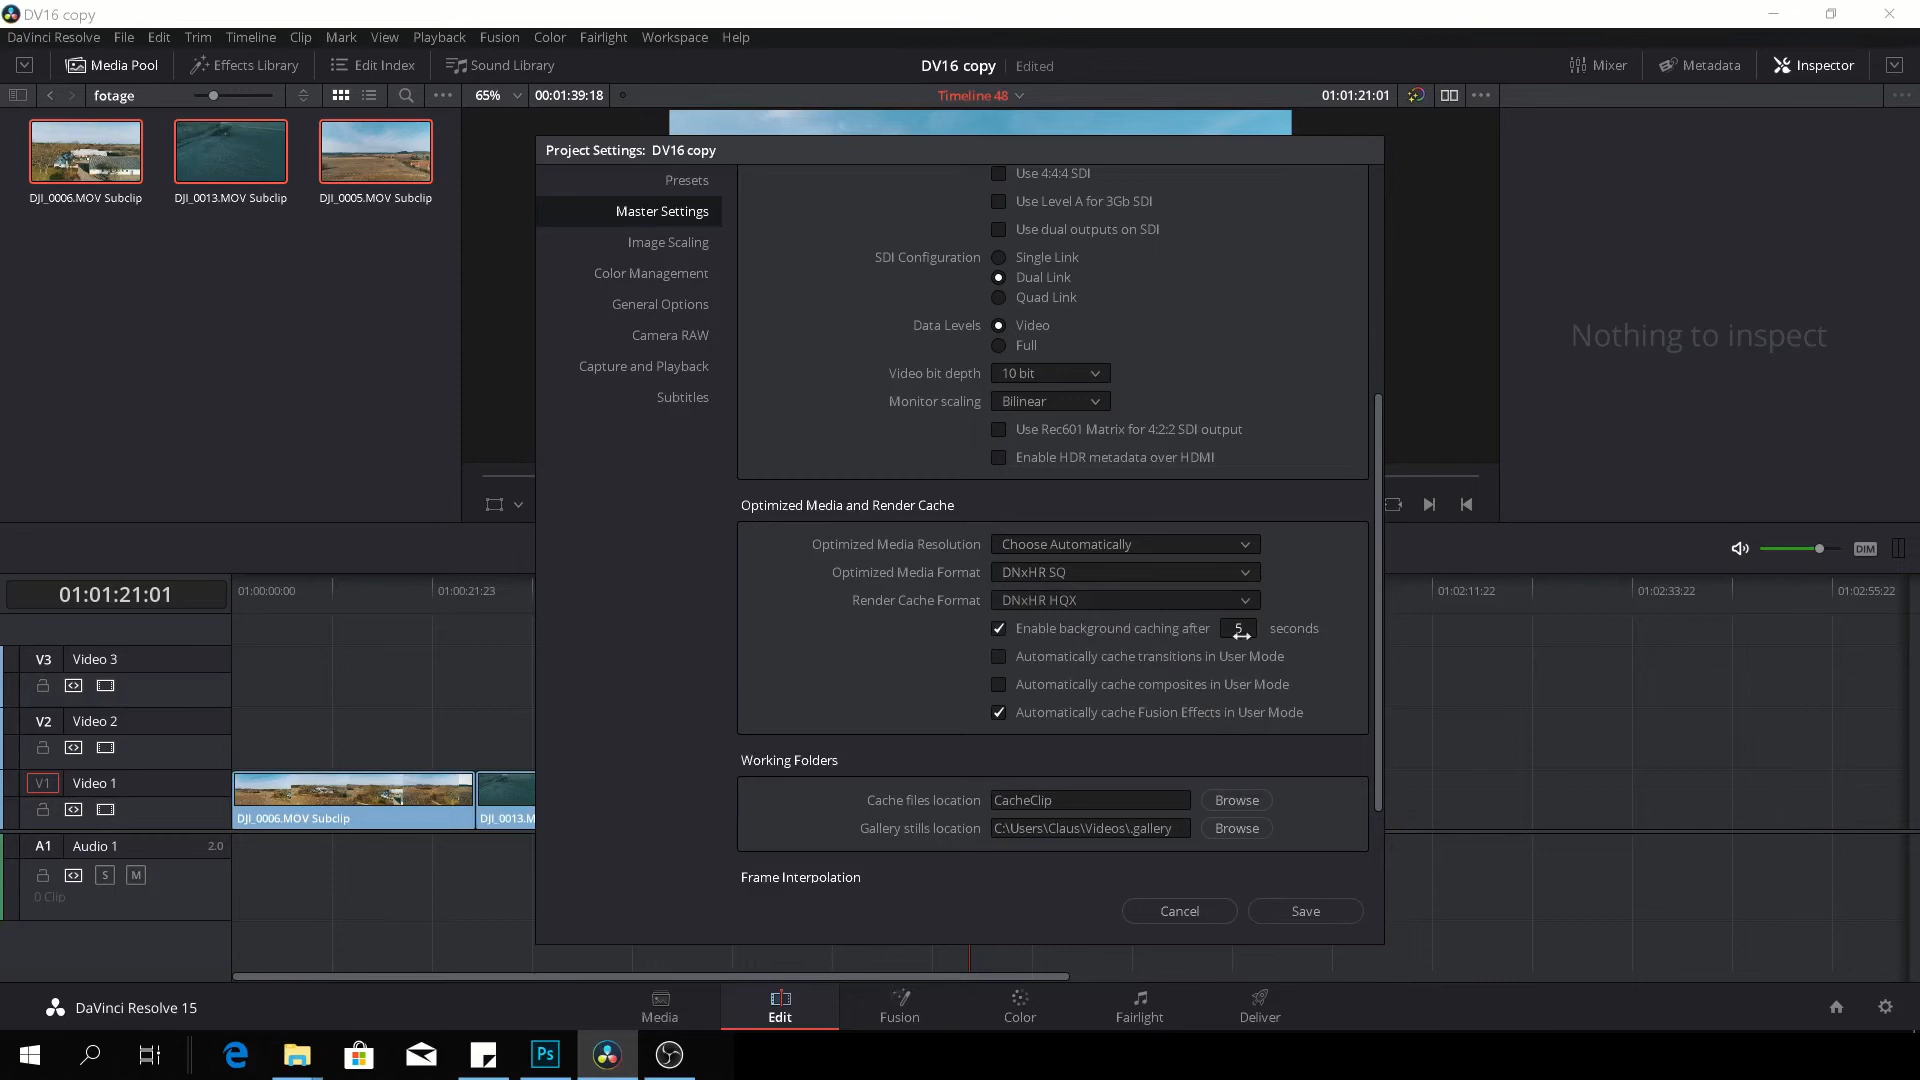 DV16 copy
DaVinci Resolve File Edit Trim Timeline Clip Mark View Playback Fusion Color Fairlight Workspace Help
Media Pool Effects Library Edit Index Sound Library DV16 copy Edited Mixer Metadata Inspector
footage 65% 00:01:39:18 Timeline 48 01:01:21:01
DJI_0006.MOV Subclip DJI_0013.MOV Subclip DJI_0005.MOV Subclip
Nothing to inspect
Project Settings: DV16 copy
Presets
Master Settings
Image Scaling
Color Management
General Options
Camera RAW
Capture and Playback
Subtitles
Use 4:4:4 SDI
Use Level A for 3Gb SDI
Use dual outputs on SDI
SDI Configuration Single Link
Dual Link
Quad Link
Data Levels Video
Full
Video bit depth 10 bit
Monitor scaling Bilinear
Use Rec601 Matrix for 4:2:2 SDI output
Enable HDR metadata over HDMI
Optimized Media and Render Cache
Optimized Media Resolution Choose Automatically
Optimized Media Format DNxHR SQ
Render Cache Format DNxHR HQX
Enable background caching after 5 seconds
Automatically cache transitions in User Mode
Automatically cache composites in User Mode
Automatically cache Fusion Effects in User Mode
Working Folders
Cache files location CacheClip Browse
Gallery stills location C:\Users\Claus\Videos\.gallery Browse
Frame Interpolation
Cancel Save
DIM
01:01:21:01 01:00:00:00 01:00:21:23 01:02:11:22 01:02:33:22 01:02:55:22
V3 Video 3
V2 Video 2
V1 Video 1
DJI_0006.MOV Subclip DJI_0013.M
A1 Audio 1 2.0
S M
0 Clip
DaVinci Resolve 15 Media Edit Fusion Color Fairlight Deliver
Ps